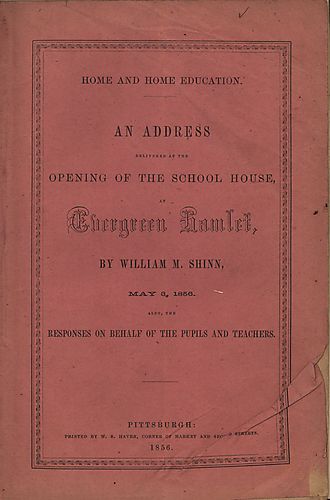 HOME AND HOME EDUCATION.
AN ADDRESS
DELIVERED AT THE
OPENING OF THE SCHOOL HOUSE,
AT
Evergreen Hamlet,
BY WILLIAM M. SHINN,
MAY 6, 1856.
ALSO, THE
RESPONSES ON BEHALF OF THE PUPILS AND TEACHERS.
PITTSBURGH:
PRINTED BY W. S. HAVEN, CORNER OF MARKET AND STREETS.
1856.